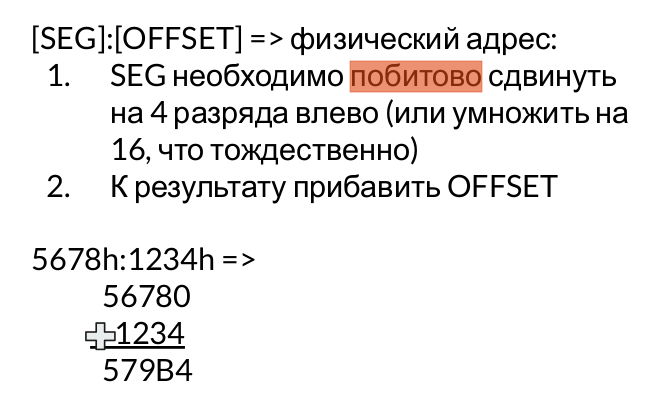 [SEG]:[OFFSET] => физический адрес:
1. SEG необходимо побитово сдвинуть
на 4 разряда влево (или умножить на
16, что тождественно)
2. К результату прибавить OFFSET
5678h:1234h =>
56780
+1234
579B4